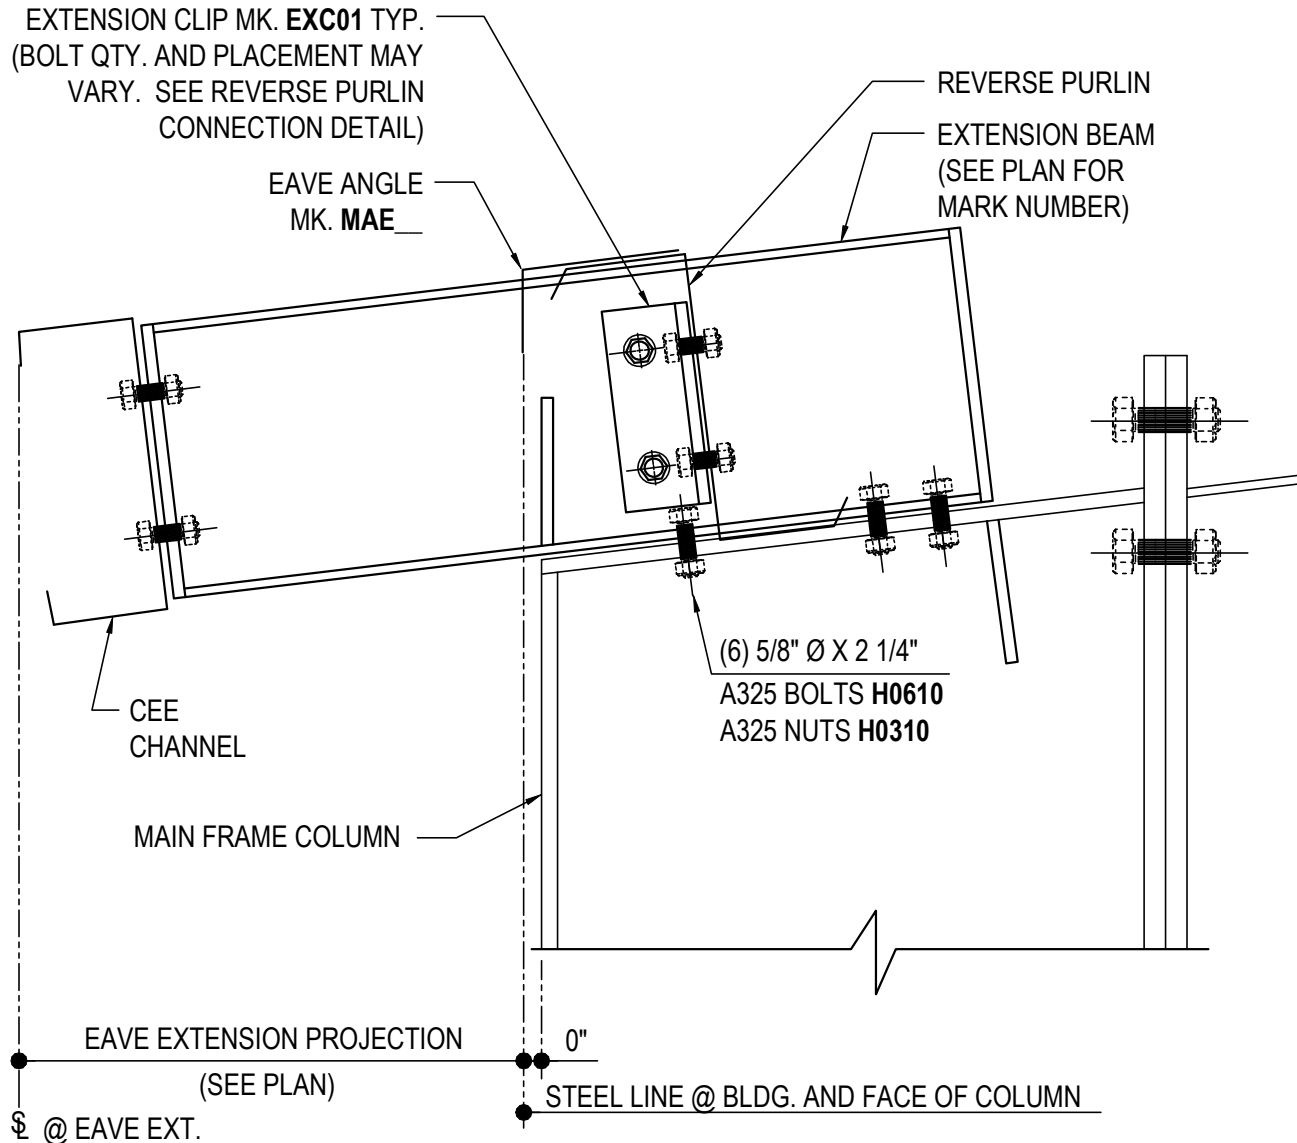 EXTENSION CLIP MK. EXC01 TYP.
(BOLT QTY. AND PLACEMENT MAY
VARY. SEE REVERSE PURLIN
CONNECTION DETAIL)
EAVE ANGLE
MK. MAE__
REVERSE PURLIN
EXTENSION BEAM
(SEE PLAN FOR
MARK NUMBER)
(6) 5/8" Ø X 2 1/4"
A325 BOLTS H0610
A325 NUTS H0310
CEE
CHANNEL
MAIN FRAME COLUMN
EAVE EXTENSION PROJECTION
(SEE PLAN)
0"
STEEL LINE @ BLDG. AND FACE OF COLUMN
@ EAVE EXT.